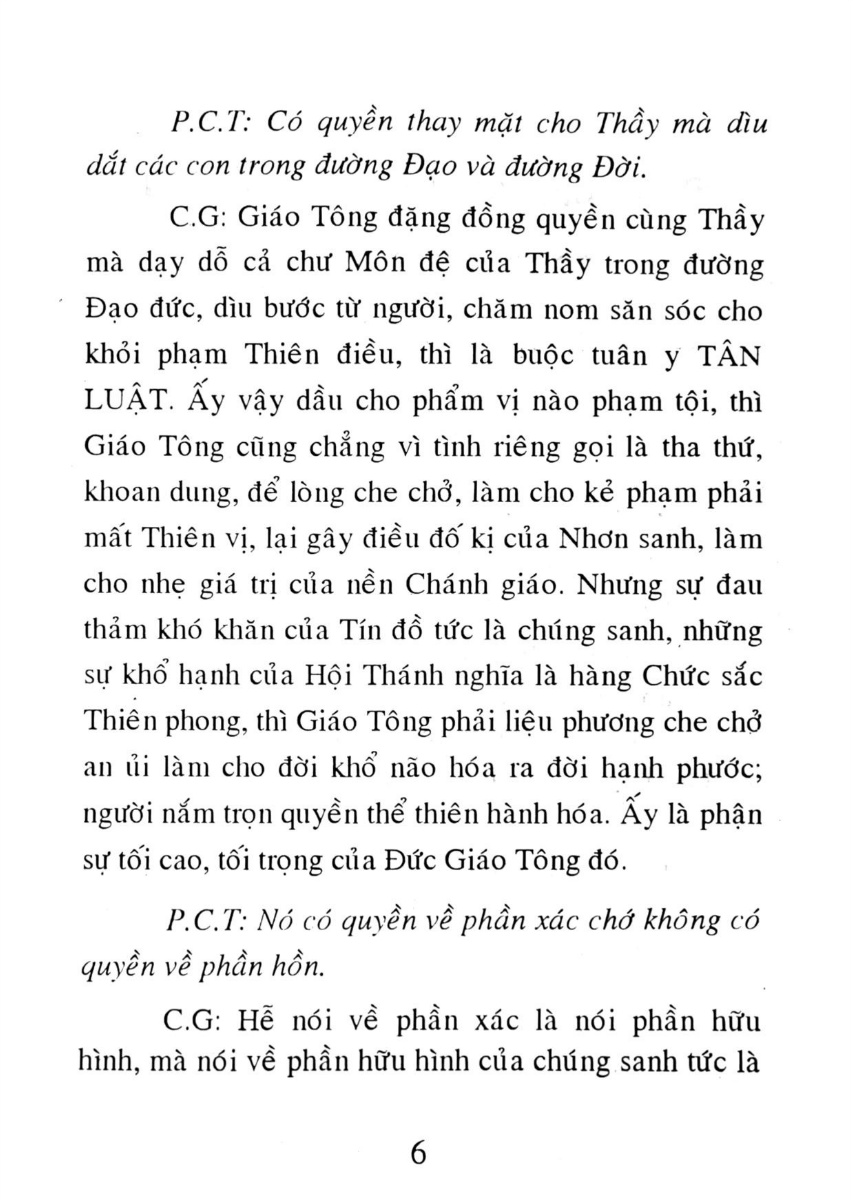 P.C.T: Có quyền thay mặt cho Thầy mà dìu
dắt các con trong đường Đạo và đường Đời.
C.G: Giáo Tông đặng đồng quyền cùng Thầy
mà dạy dỗ cả chư Môn đệ của Thầy trong đường
Đạo đức, dìu bước từ người, chăm nom săn sóc cho
khỏi phạm Thiên điều, thì là buộc tuân y TÂN
LUẬT. Ấy vậy dầu cho phẩm vị nào phạm tội, thì
Giáo Tông cũng chẳng vì tình riêng gọi là tha thứ,
khoan dung, để lòng che chở, làm cho kẻ phạm phải
mất Thiên vị, lại gây điều đố kị của Nhơn sanh, làm
cho nhẹ giá trị của nền Chánh giáo. Nhưng sự đau
thảm khó khăn của Tín đồ tức là chúng sanh, những
sự khổ hạnh của Hội Thánh nghĩa là hàng Chức sắc
Thiên phong, thì Giáo Tông phải liệu phương che chở
an ủi làm cho đời khổ não hóa ra đời hạnh phước;
người nắm trọn quyền thể thiên hành hóa. Ấy là phận
sự tối cao, tối trọng của Đức Giáo Tông đó.
P.C.T: Nó có quyền về phần xác chớ không có
quyền về phần hồn.
C.G: Hễ nói về phần xác là nói phần hữu
hình, mà nói về phần hữu hình của chúng sanh tức là
6